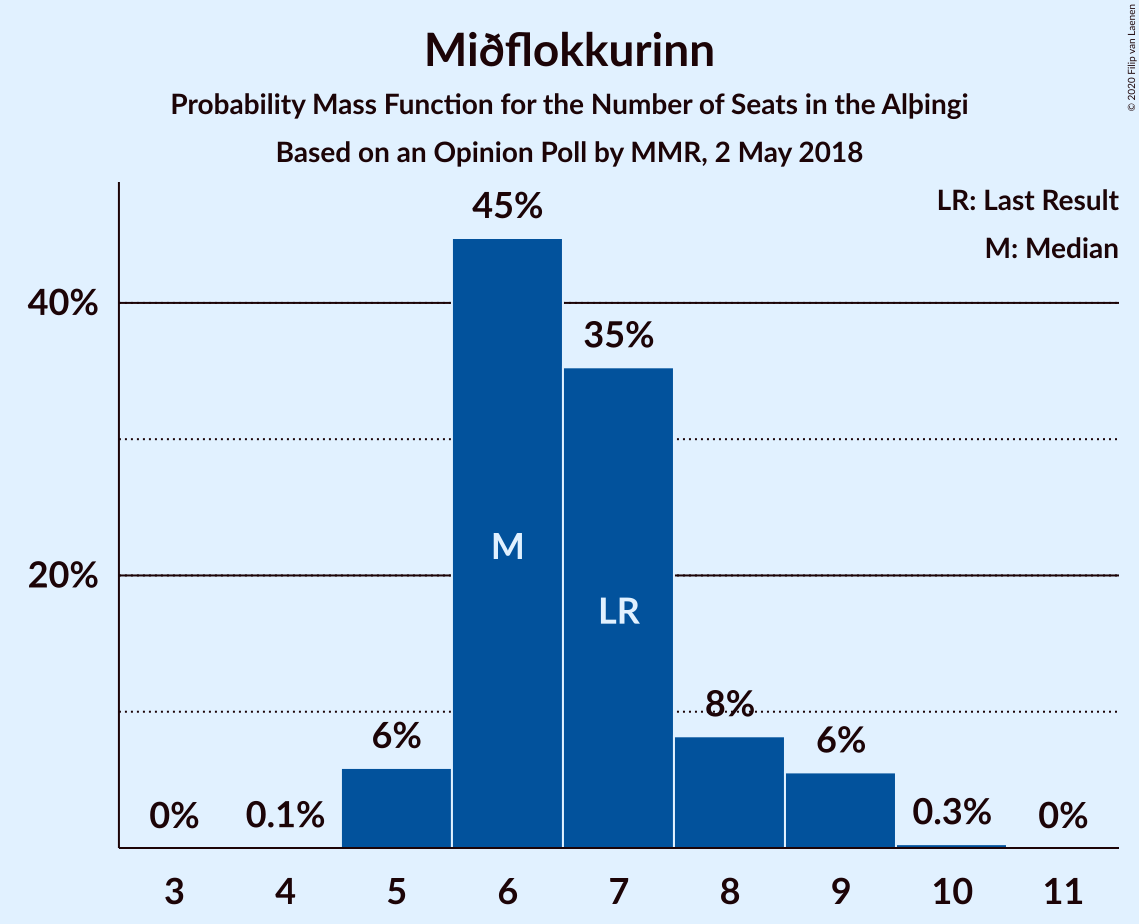 Miðflokkurinn
Probability Mass Function for the Number of Seats in the Alþingi
Based on an Opinion Poll by MMR, 2 May 2018
© 2020 Filip van Laenen
LR: Last Result
M: Median
45%
40%
35%
20%
M
LR
8%
6%
6%
0%
0.1%
0.3%
0%
3 4 5 6 7 8 9 10 11